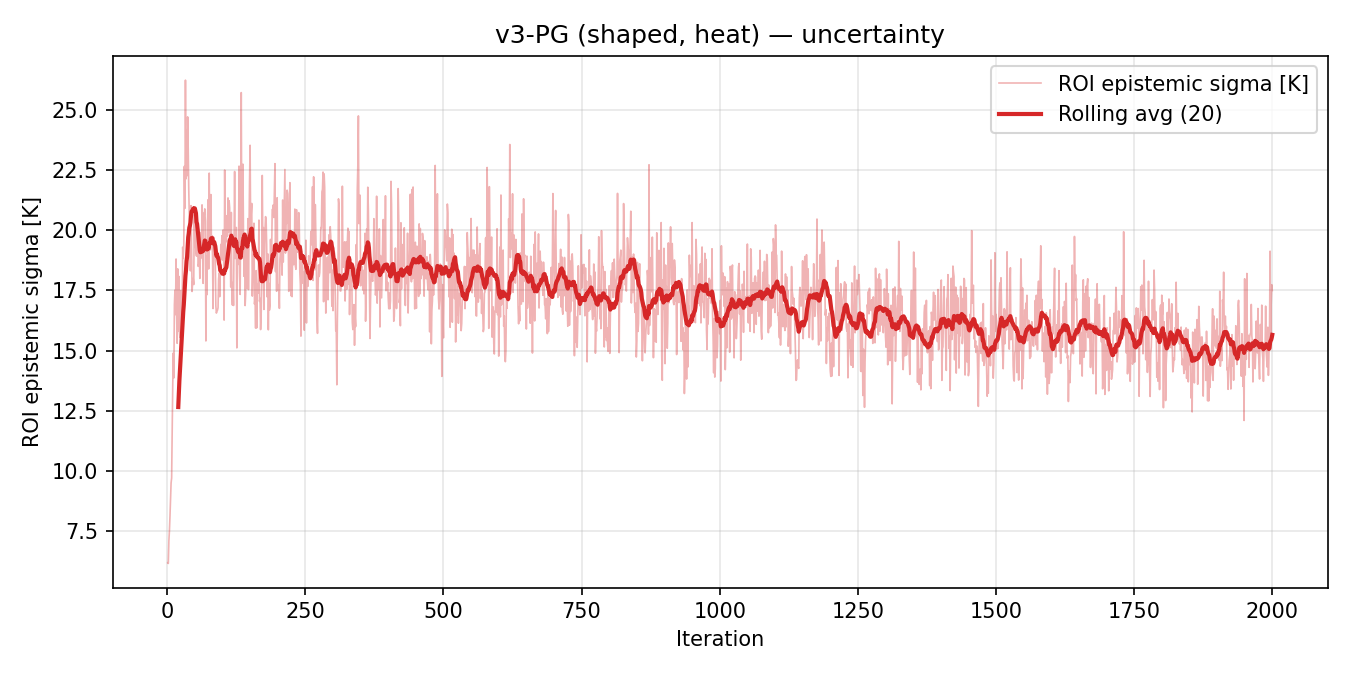 v3-PG (shaped, heat) — uncertainty
ROI epistemic sigma [K]
Rolling avg (20)
ROI epistemic sigma [K]
25.0
22.5
20.0
17.5
15.0
12.5
10.0
7.5
0 250 500 750 1000 1250 1500 1750 2000
Iteration